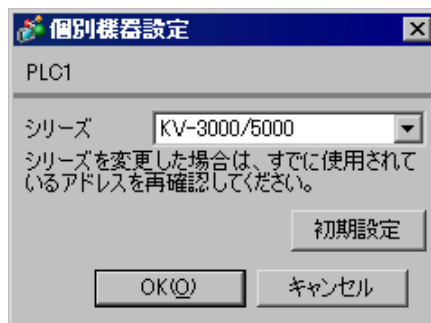 個別機器設定
PLC1
シリーズ KV-3000/5000
シリーズを変更した場合は、すでに使用されて
いるアドレスを再確認してください。
初期設定
OK(O) キャンセル